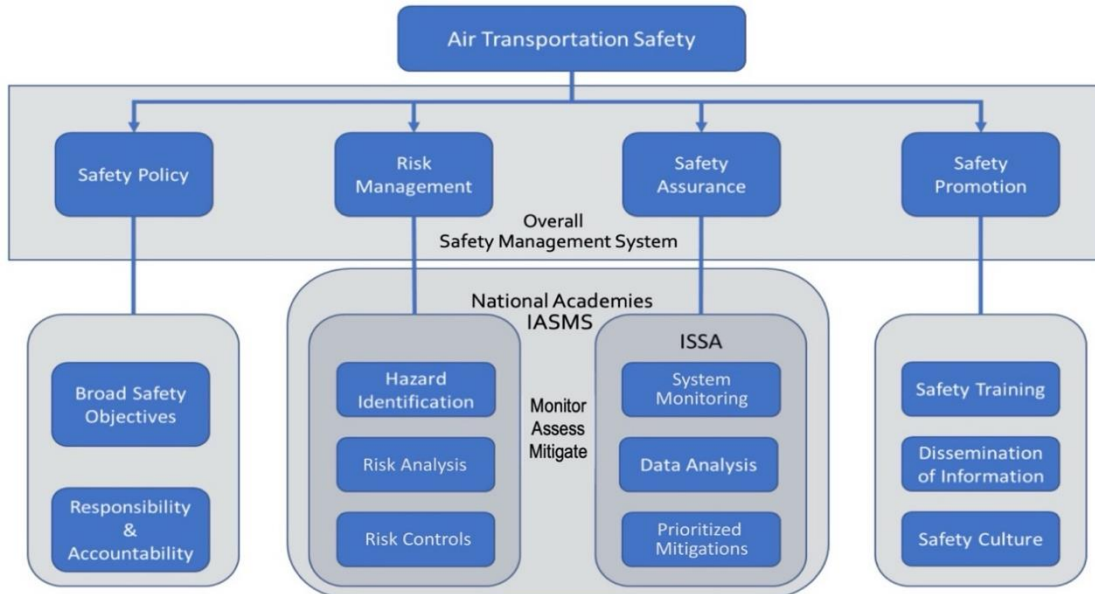 Air Transportation Safety
Safety Policy
Risk
Management
Safety
Assurance
Safety
Promotion
Overall
Safety Management System
National Academies
IASMS
ISSA
Broad Safety
Objectives
Responsibility
&
Accountability
Hazard
Identification
Risk Analysis
Risk Controls
Monitor
Assess
Mitigate
System
Monitoring
Data Analysis
Prioritized
Mitigations
Safety Training
Dissemination
of Information
Safety Culture